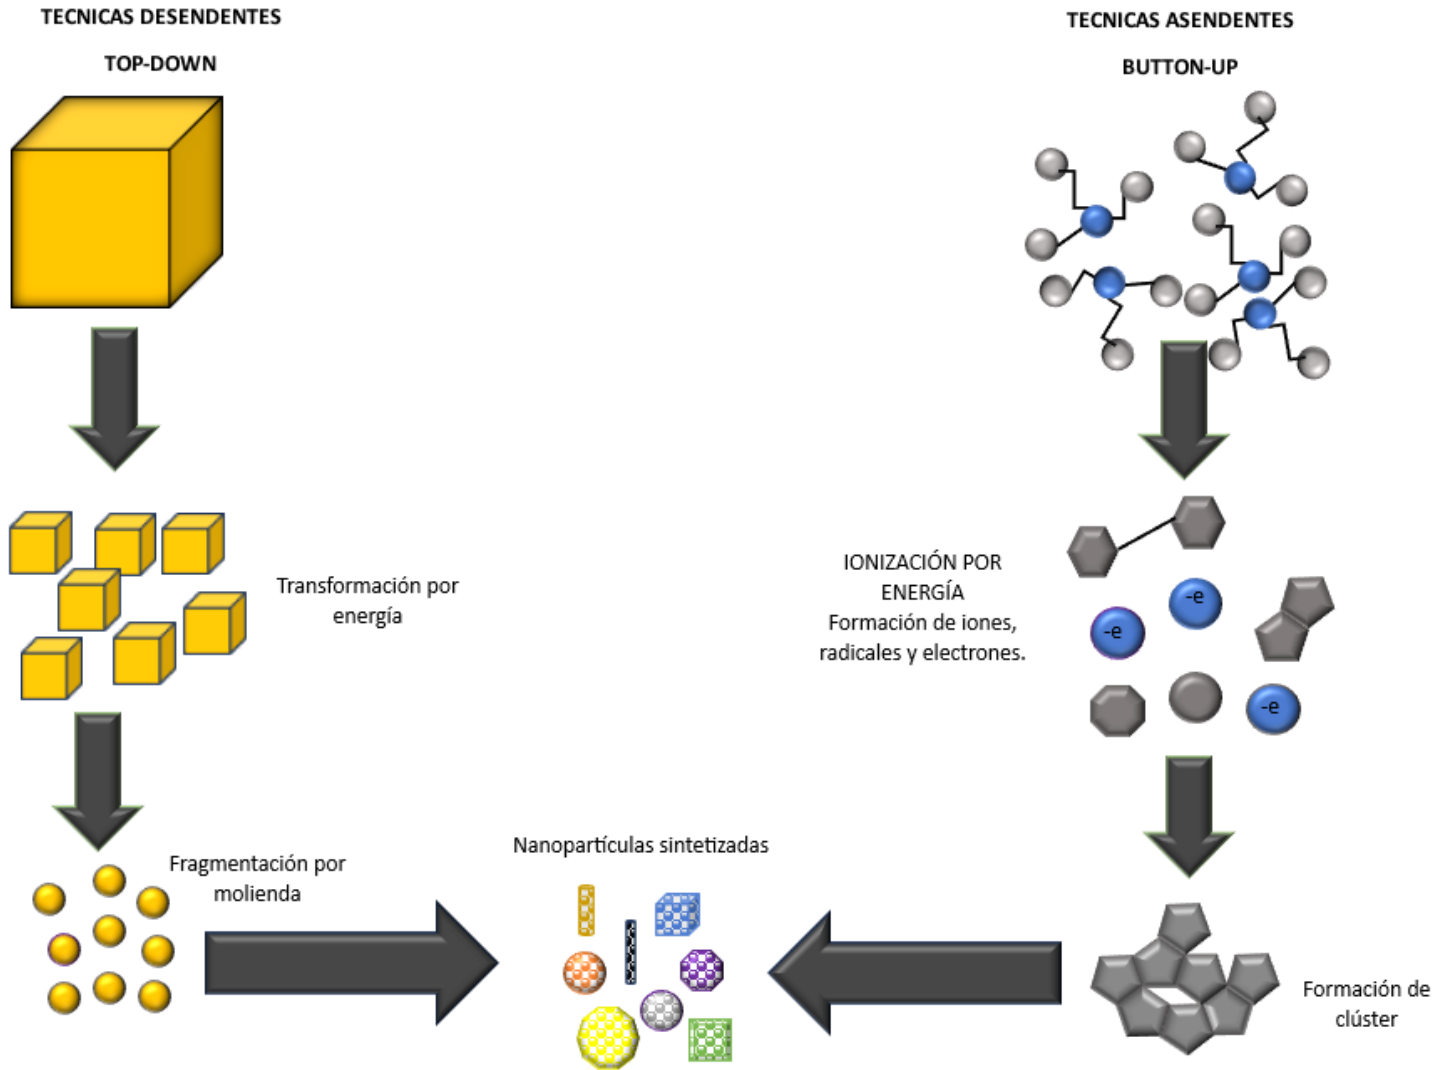 TECNICAS DESENDENTES
TOP-DOWN
TECNICAS ASENDENTES
BUTTON-UP
Transformación por
energía
IONIZACIÓN POR
ENERGÍA
Formación de iones,
radicales y electrones.
-e
-e
-e
Fragmentación por
molienda
Nanopartículas sintetizadas
Formación de
clúster